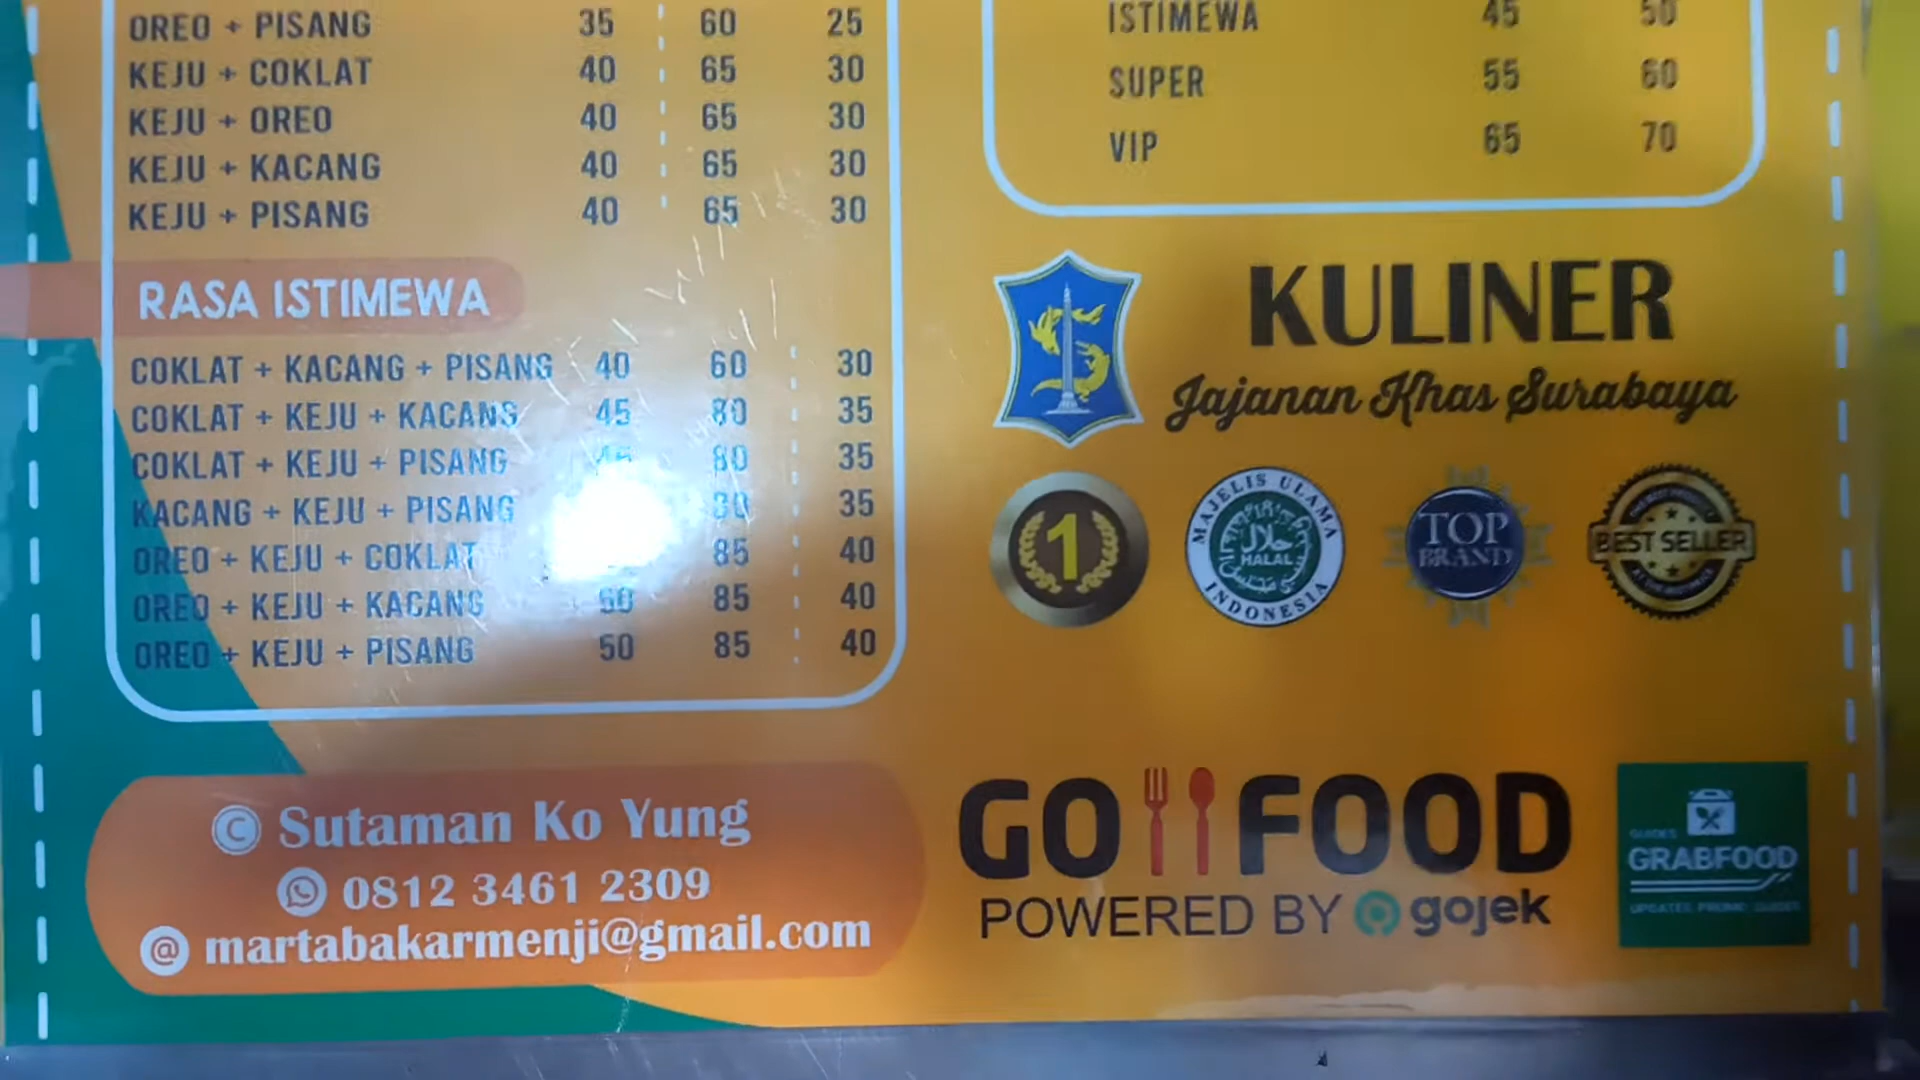 OREO + PISANG 35 60 25
KEJU + COKLAT 40 65 30
KEJU + OREO 40 65 30
KEJU + KACANG 40 65 30
KEJU + PISANG 40 65 30
RASA ISTIMEWA
COKLAT + KACANG + PISANG 40 60 30
COKLAT + KEJU + KACANG 45 80 35
COKLAT + KEJU + PISANG 80 35
KACANG + KEJU + PISANG 35
OREO + KEJU + COKLAT 85 40
OREO + KEJU + KACANG 85 40
OREO + KEJU + PISANG 50 85 40
© Sutaman Ko Yung
0812 3461 2309
@ martabakarmenji@gmail.com
ISTIMEWA 45 50
SUPER 55 60
VIP 65 70
KULINER
Jajanan Khas Surabaya
1
MAJELIS ULAMA
حلال
HALAL
INDONESIA
TOP
BRAND
BEST SELLER
GO FOOD
POWERED BY gojek
GUIDES
GRABFOOD